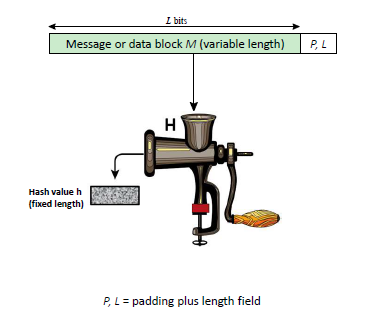 L bits
Message or data block M (variable length)
P, L
H
Hash value h
(fixed length)
P, L = padding plus length field